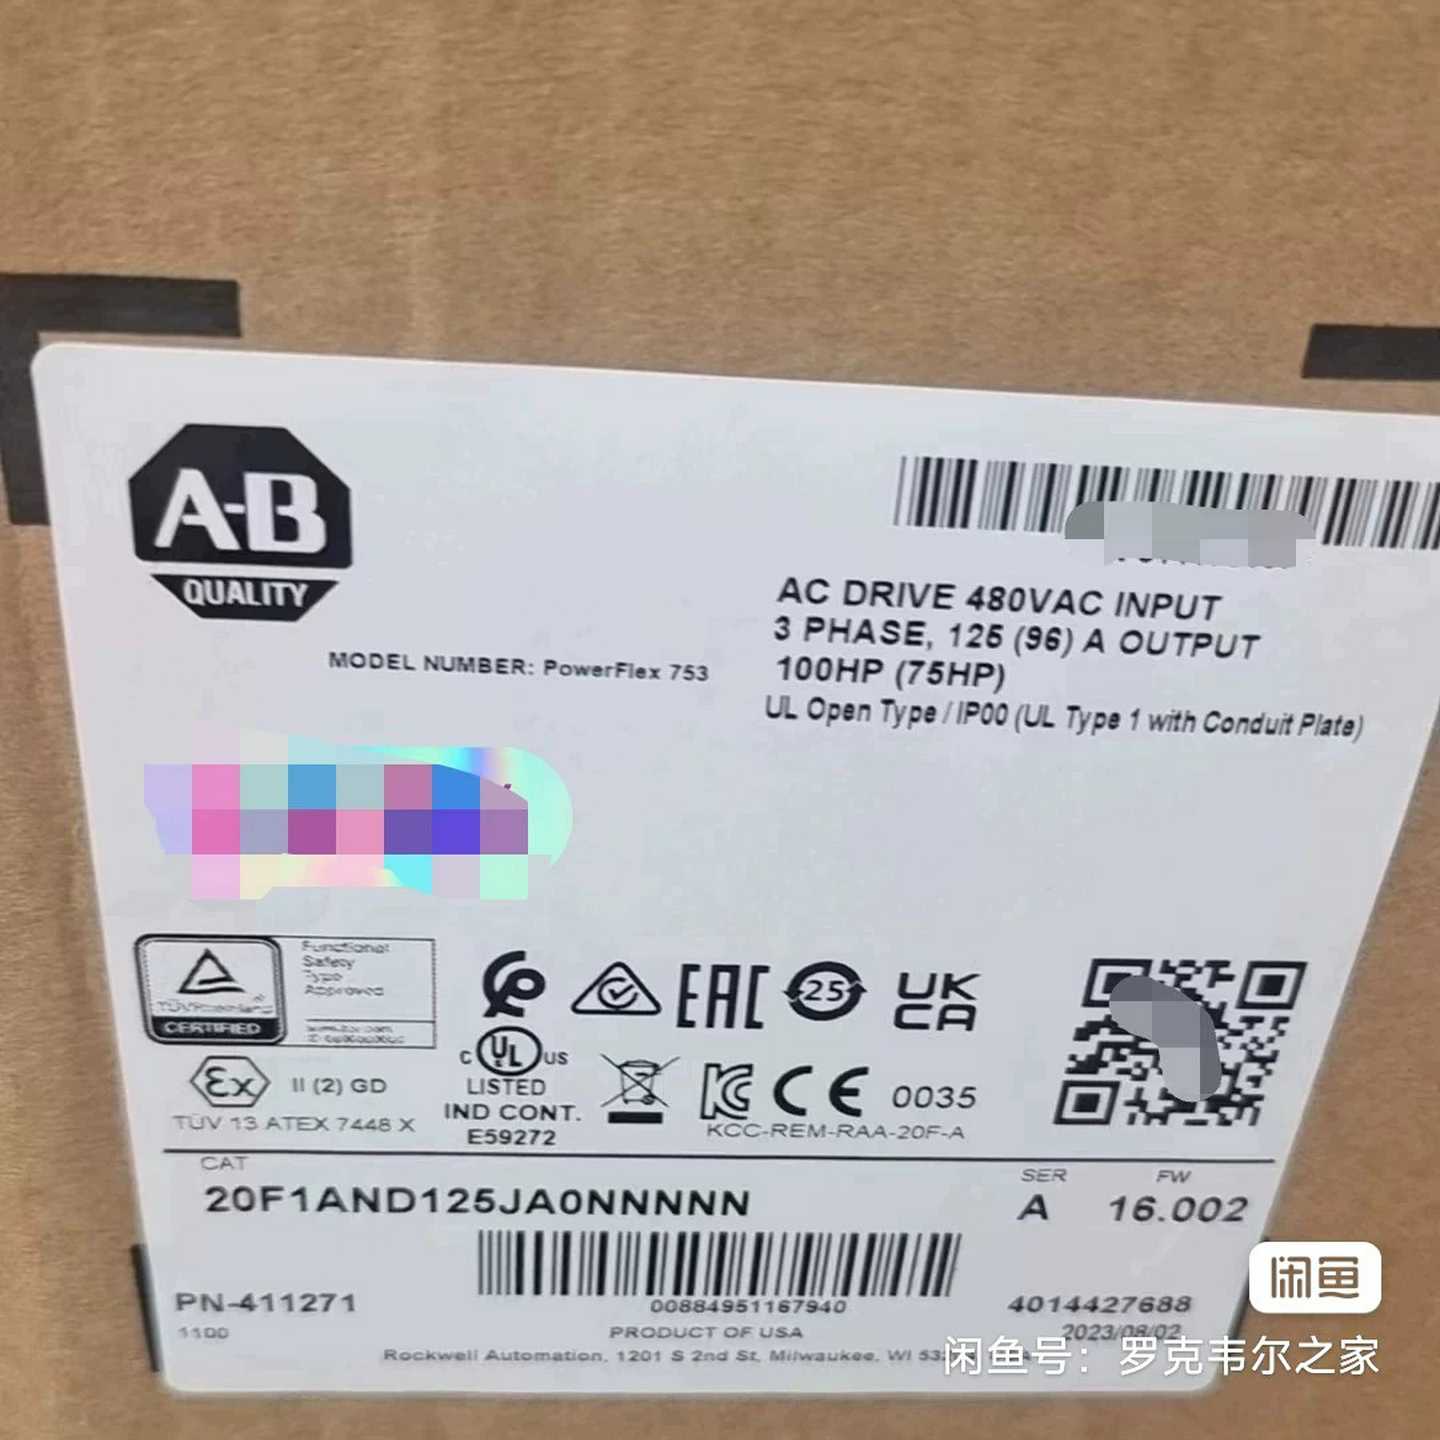 A-B
QUALITY
MODEL NUMBER: PowerFlex 753
AC DRIVE 480VAC INPUT
3 PHASE, 125 (96) A OUTPUT
100HP (75HP)
UL Open Type / IP00 (UL Type 1 with Conduit Plate)
TÜVRheinland
CERTIFIED
Functional
Safety
Type
Approved
EAC
25
UK
CA
C UL US
LISTED
IND CONT.
E59272
Ex II (2) GD
TÜV 13 ATEX 7448 X
CE 0035
KCC-REM-RAA-20F-A
CAT
20F1AND125JA0NNNNN
SER
A
FW
16.002
PN-411271
1100
00884951167940
PRODUCT OF USA
4014427688
2023/08/02
Rockwell Automation, 1201 S 2nd St, Milwaukee, WI
闲鱼
闲鱼号：罗克韦尔之家